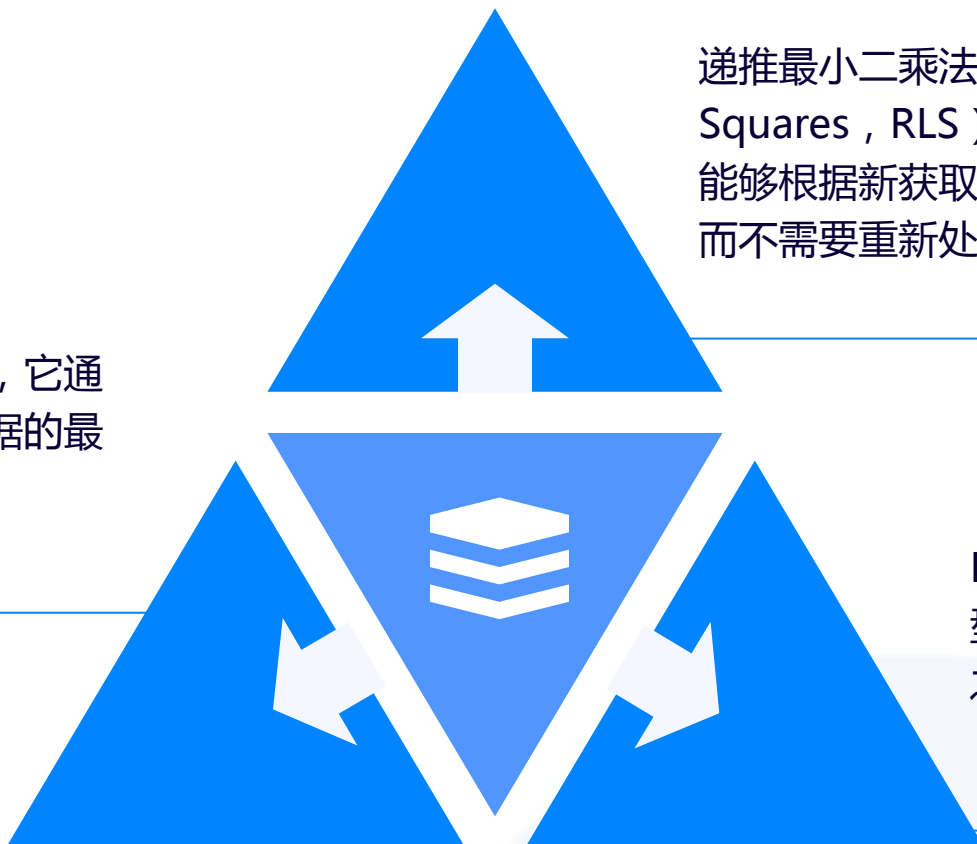 递推最小二乘法
Squares，RLS）
能够根据新获取
而不需要重新处
，它通
据的最